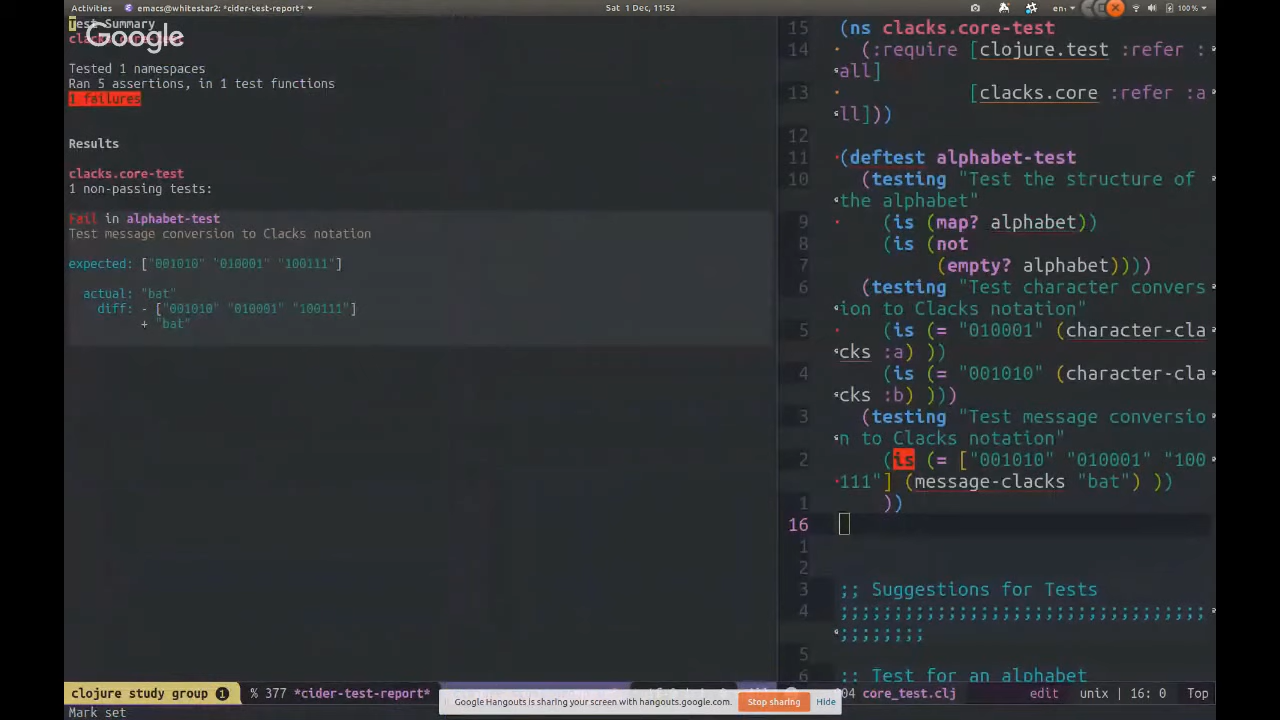 Activities emacs@whitestar2: *cider-test-report* Sat 1 Dec, 11:52 en 100 %
Test Summary
Google
Tested 1 namespaces
Ran 5 assertions, in 1 test functions
1 failures
Results
clacks.core-test
1 non-passing tests:
Fail in alphabet-test
Test message conversion to Clacks notation
expected: ["001010" "010001" "100111"]
actual: "bat"
diff: - ["001010" "010001" "100111"]
+ "bat"
15 (ns clacks.core-test
14 (:require [clojure.test :refer :
all]
13 [clacks.core :refer :a
ll]))
12
11 (deftest alphabet-test
10 (testing "Test the structure of
the alphabet"
9 (is (map? alphabet))
8 (is (not
7 (empty? alphabet))))
6 (testing "Test character convers
ion to Clacks notation"
5 (is (= "010001" (character-cla
cks :a) ))
4 (is (= "001010" (character-cla
cks :b) )))
3 (testing "Test message conversio
n to Clacks notation"
2 (is (= ["001010" "010001" "100
111"] (message-clacks "bat") ))
1 ))
16
1
2
3 ;; Suggestions for Tests
4 ;;;;;;;;;;;;;;;;;;;;;;;;;;;;;;;;;;
;;;;;;;;
5
6 ;; Test for an alphabet
clojure study group 1 % 377 *cider-test-report* core_test.clj edit unix | 16: 0 Top
Google Hangouts is sharing your screen with hangouts.google.com. Stop sharing Hide
Mark set